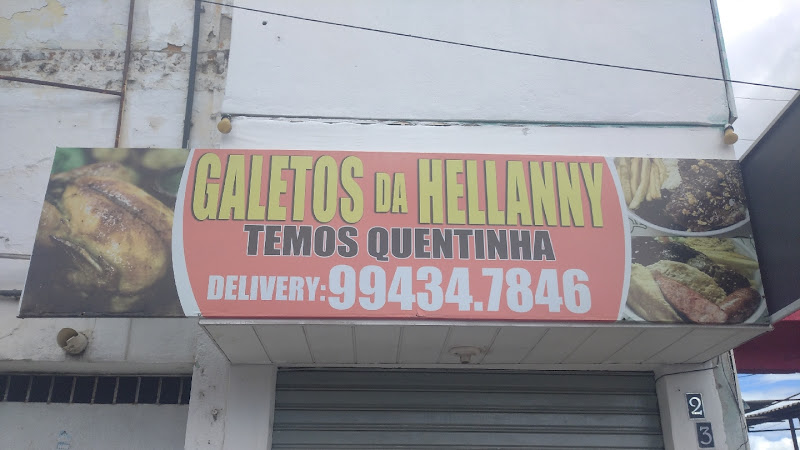 GALETOS DA HELLANNY
TEMOS QUENTINHA
DELIVERY: 99434.7846
2
3